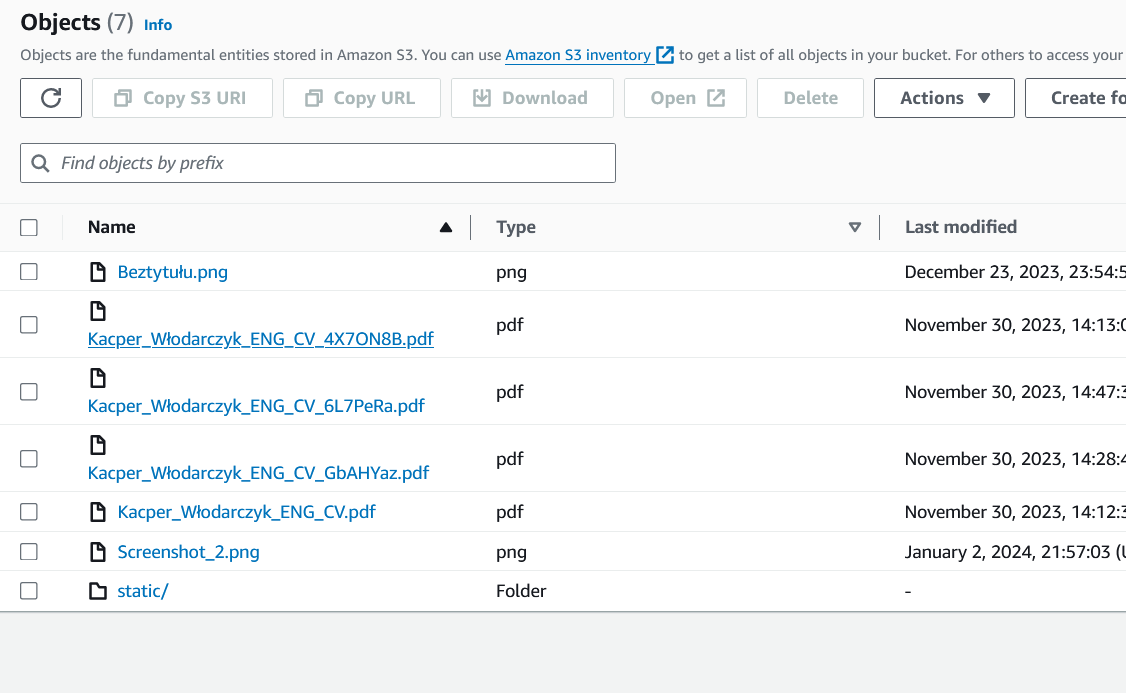 Objects (7) Info
Objects are the fundamental entities stored in Amazon S3. You can use Amazon S3 inventory to get a list of all objects in your bucket. For others to access your
Copy S3 URI Copy URL Download Open Delete Actions Create fo
Find objects by prefix
Name Type Last modified
Beztytułu.png png December 23, 2023, 23:54:5
Kacper_Włodarczyk_ENG_CV_4X7ON8B.pdf pdf November 30, 2023, 14:13:0
Kacper_Włodarczyk_ENG_CV_6L7PeRa.pdf pdf November 30, 2023, 14:47:3
Kacper_Włodarczyk_ENG_CV_GbAHYaz.pdf pdf November 30, 2023, 14:28:4
Kacper_Włodarczyk_ENG_CV.pdf pdf November 30, 2023, 14:12:3
Screenshot_2.png png January 2, 2024, 21:57:03 (U
static/ Folder -